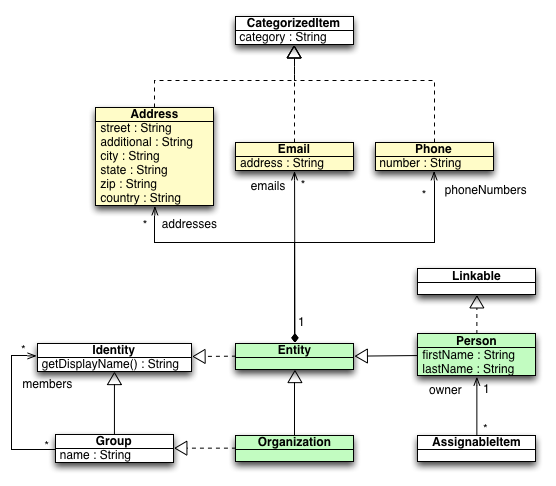 CategorizedItem
category : String
Address
street : String
additional : String
city : String
state : String
zip : String
country : String
Email
address : String
Phone
number : String
emails
*
*
phoneNumbers
*
addresses
Linkable
1
Identity
getDisplayName() : String
*
members
Entity
Person
firstName : String
lastName : String
owner
1
*
Group
name : String
*
Organization
AssignableItem